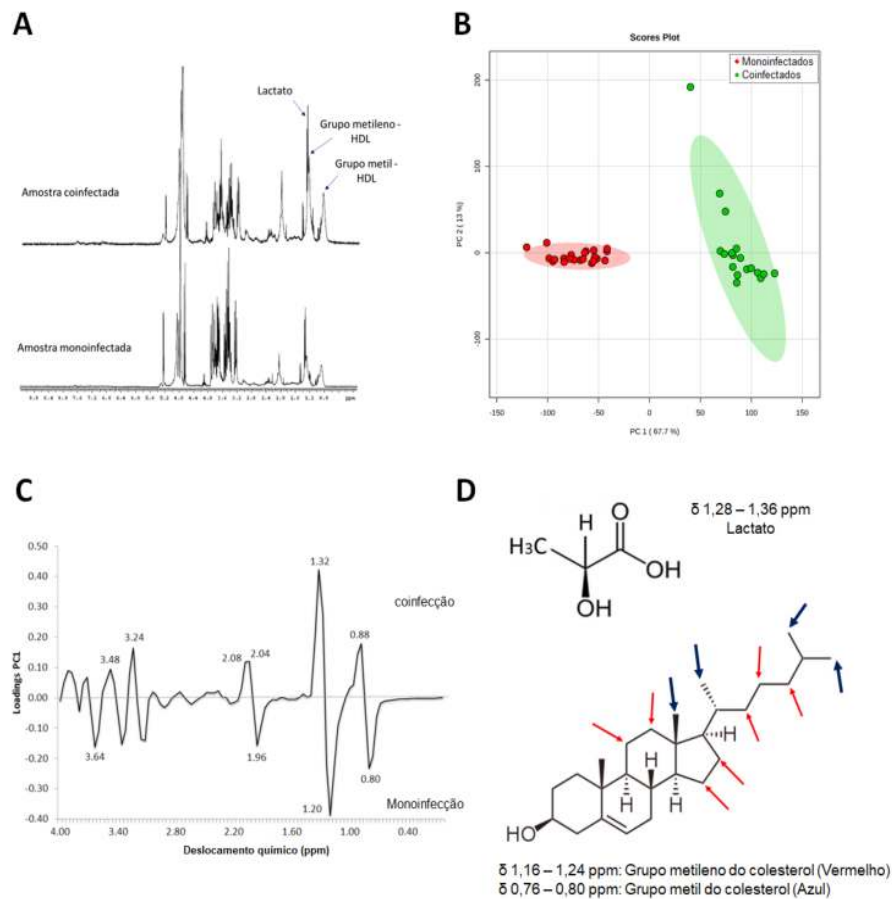 A
Lactato
Grupo metileno -
HDL
Grupo metil -
HDL
Amostra coinfectada
Amostra monoinfectada
ppm
B
Scores Plot
Monoinfectados
Coinfectados
PC 2 ( 13 %)
200
100
0
-100
-150
-100
-50
0
50
100
150
PC 1 ( 67.7 %)
C
Loadings PC1
0.50
0.40
0.30
0.20
0.10
0.00
-0.10
-0.20
-0.30
-0.40
1.32
coinfecção
0.88
3.24
3.48
2.08
2.04
3.64
1.96
0.80
1.20
Monoinfecção
4.00
3.40
2.80
2.20
1.60
1.00
0.40
Deslocamento químico (ppm)
D
δ 1,28 – 1,36 ppm
Lactato
H
O
H₃C
OH
OH
H
H
H
H
HO
δ 1,16 – 1,24 ppm: Grupo metileno do colesterol (Vermelho)
δ 0,76 – 0,80 ppm: Grupo metil do colesterol (Azul)